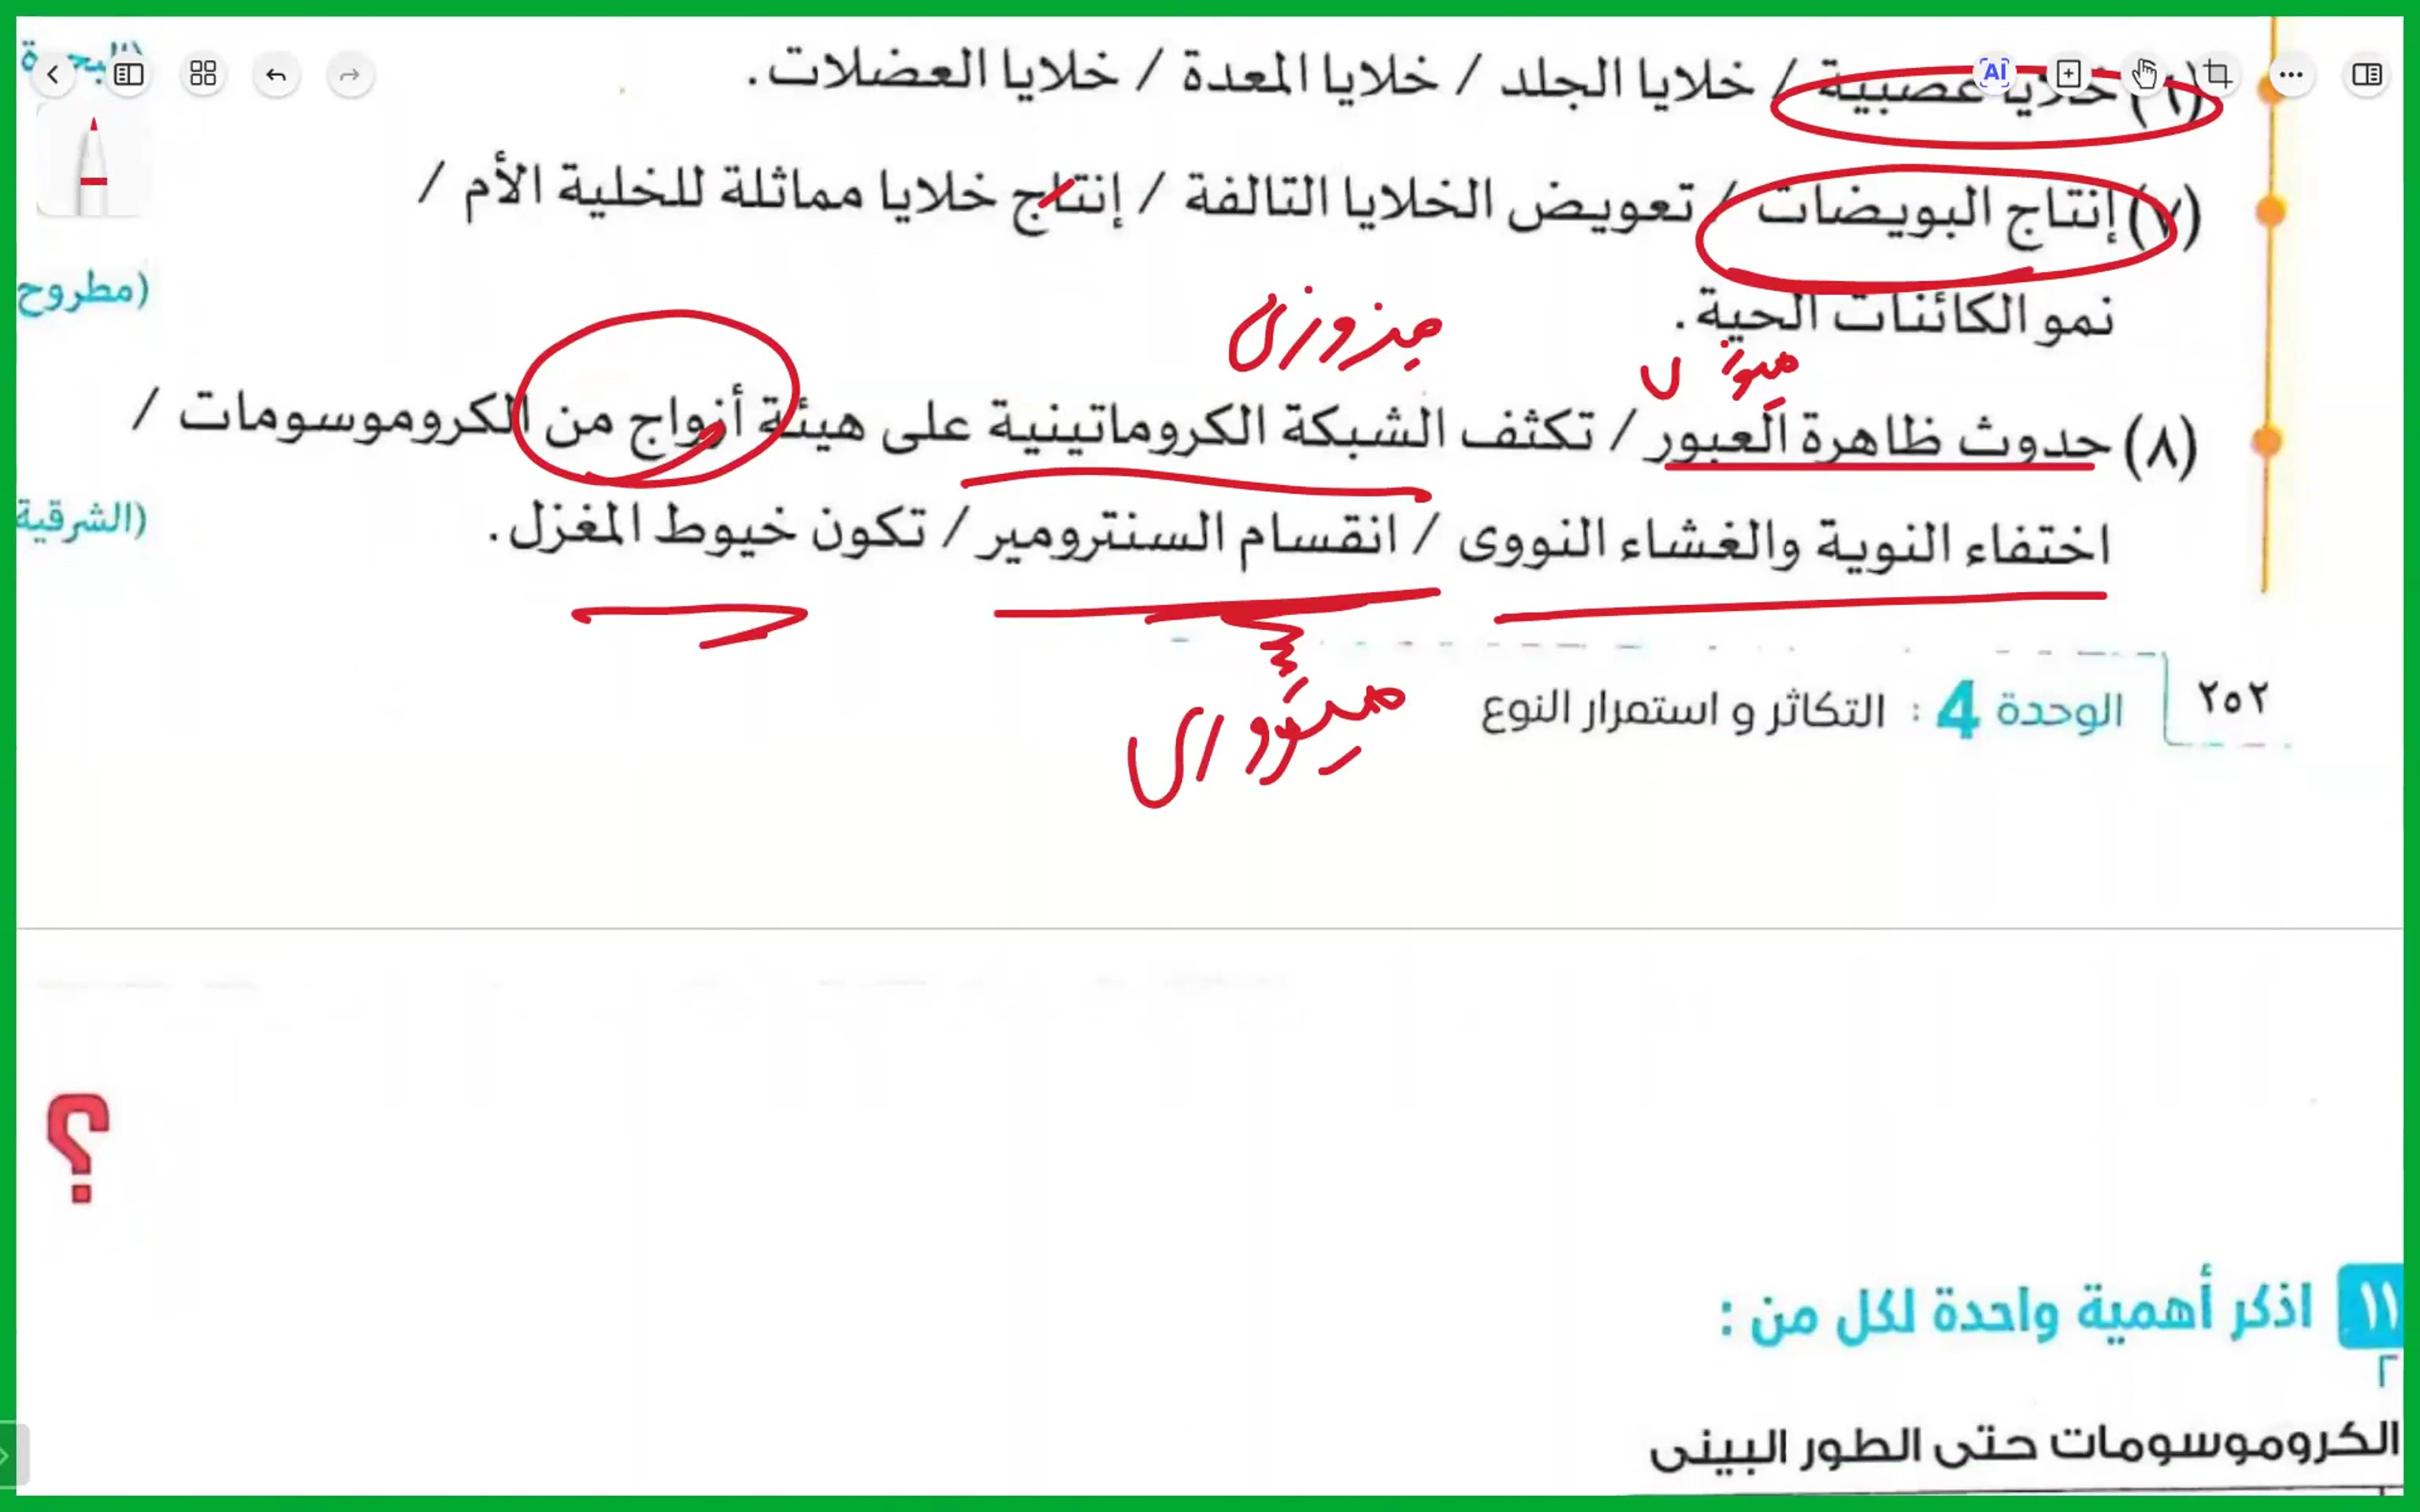 (٦) خلايا عصبية / خلايا الجلد / خلايا المعدة / خلايا العضلات.
(٧) إنتاج البويضات / تعويض الخلايا التالفة / إنتاج خلايا مماثلة للخلية الأم /
نمو الكائنات الحية.
(مطروح
(٨) حدوث ظاهرة العبور / تكثف الشبكة الكروماتينية على هيئة أزواج من الكروموسومات /
اختفاء النوية والغشاء النووى / انقسام السنترومير / تكون خيوط المغزل.
(الشرقية
٢٥٢
الوحدة 4 : التكاثر و استمرار النوع
؟
١١ اذكر أهمية واحدة لكل من :
الكروموسومات حتى الطور البينى
AI